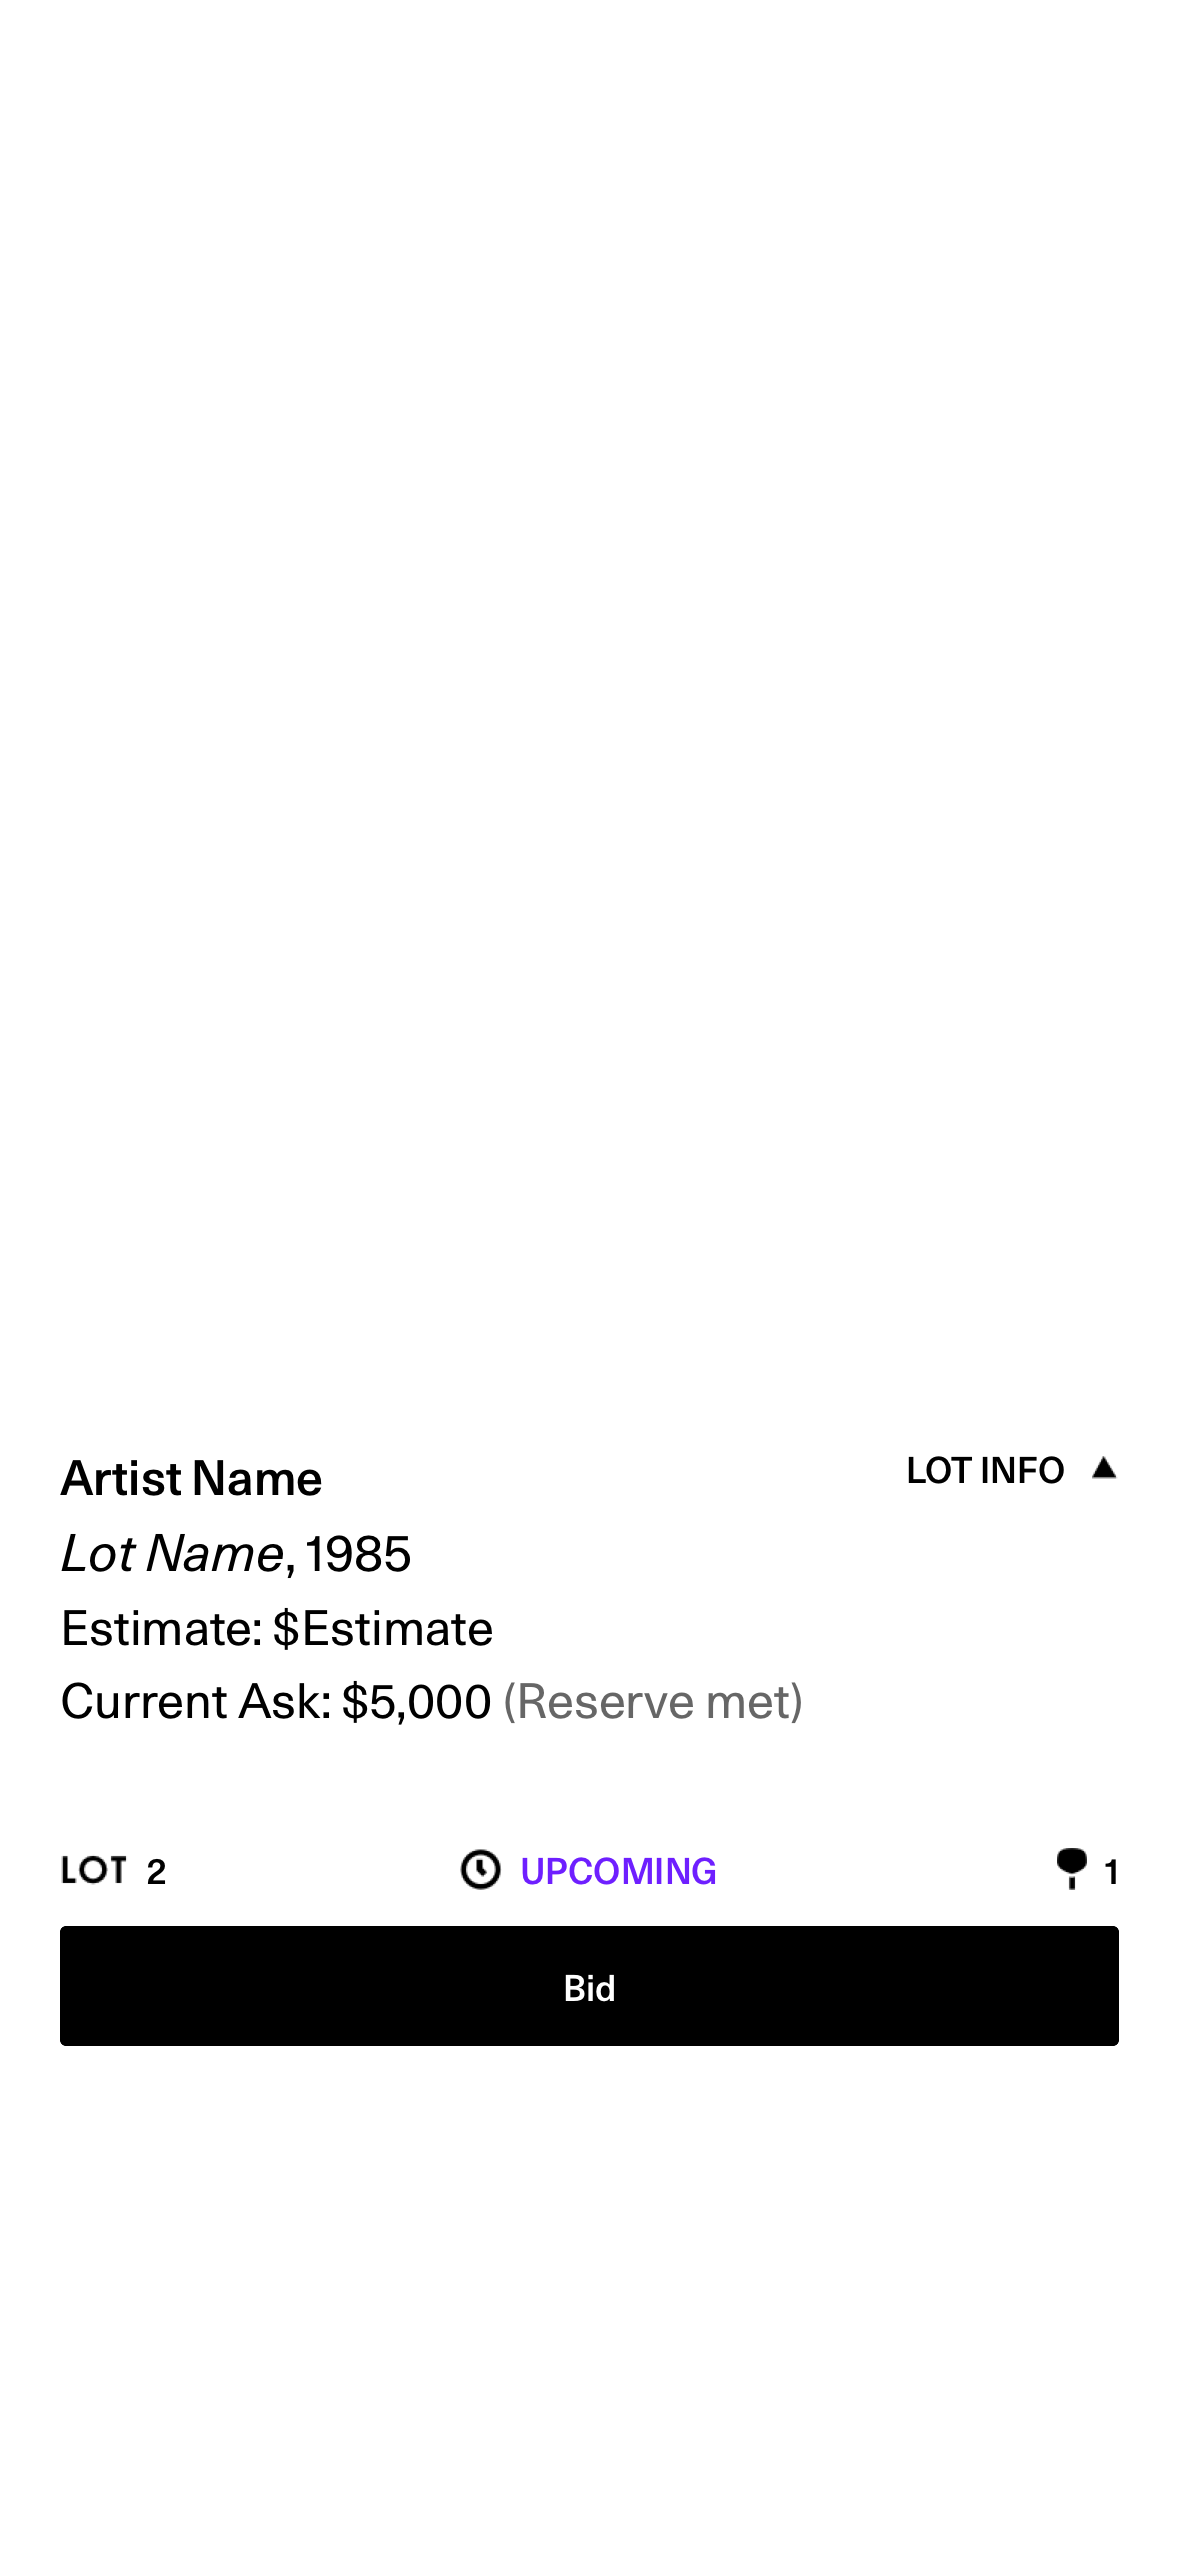 Artist Name
LOT INFO
Lot Name, 1985
Estimate: $Estimate
Current Ask: $5,000 (Reserve met)
LOT 2
UPCOMING
1
Bid